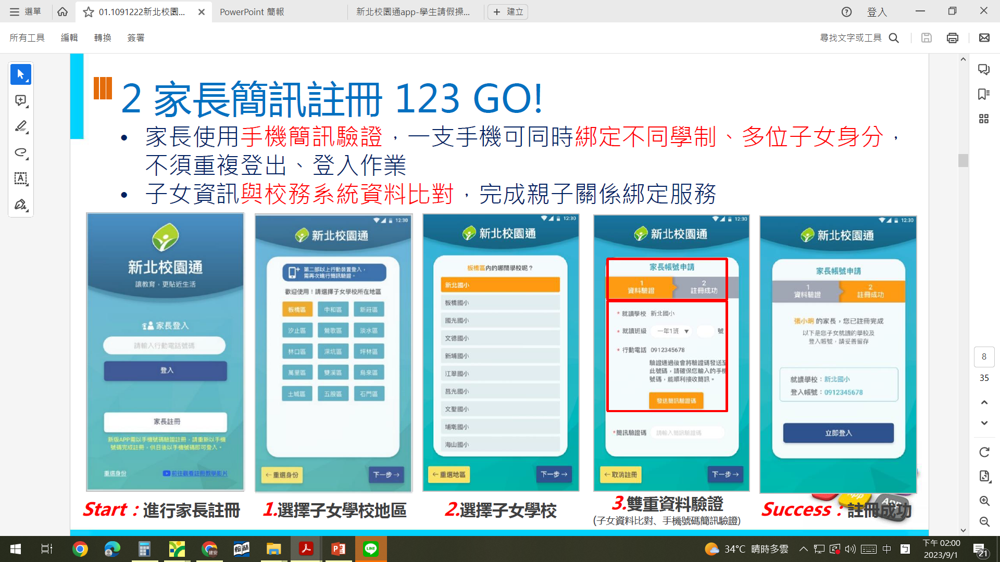 選單
01.1091222新北校園...
PowerPoint 簡報
新北校園通app-學生請假操...
建立
登入
所有工具
編輯
轉換
簽署
尋找文字或工具
2 家長簡訊註冊 123 GO!
• 家長使用手機簡訊驗證，一支手機可同時綁定不同學制、多位子女身分，
不須重複登出、登入作業
• 子女資訊與校務系統資料比對，完成親子關係綁定服務
新北校園通
讓教育，更貼近生活
家長登入
請輸入行動電話號碼
登入
家長註冊
新版APP需以手機號碼驗證註冊，請重新以手機
號碼完成註冊，供日後以手機號碼即可登入。
重選身份
前往觀看註冊教學影片
Start：進行家長註冊
12:30
新北校園通
第二部以上行動裝置登入，
需再次進行簡訊驗證。
歡迎使用！請選擇子女學校所在地區
板橋區 中和區 新莊區
汐止區 鶯歌區 淡水區
林口區 深坑區 坪林區
萬里區 雙溪區 烏來區
土城區 五股區 石門區
←重選身份
下一步→
1.選擇子女學校地區
12:30
新北校園通
板橋區內的哪間學校呢？
新北國小
板橋國小
國光國小
文德國小
新埔國小
江翠國小
莒光國小
文聖國小
埔墘國小
海山國小
←重選地區
下一步→
2.選擇子女學校
12:30
新北校園通
家長帳號申請
1 2
資料驗證 註冊成功
* 就讀學校 新北國小
* 就讀班級 一年1班 ▼ 號
* 行動電話 0912345678
驗證通過後會將驗證碼發送至
此號碼，請確保您輸入的手機
號碼，能順利接收簡訊。
發送簡訊驗證碼
*簡訊驗證碼 請輸入簡訊驗證碼
←取消註冊
下一步→
3.雙重資料驗證
(子女資料比對、手機號碼簡訊驗證)
12:30
新北校園通
家長帳號申請
1 2
資料驗證 註冊成功
張小明 的家長，您已註冊完成
以下是您子女就讀的學校及
登入帳號，請妥善留存
就讀學校：新北國小
登入帳號：0912345678
立即登入
App
App
Success：註冊成功
8
35
建安
翰林
LINE
34°C 晴時多雲
中
ㄅ
下午 02:00
2023/9/1
21